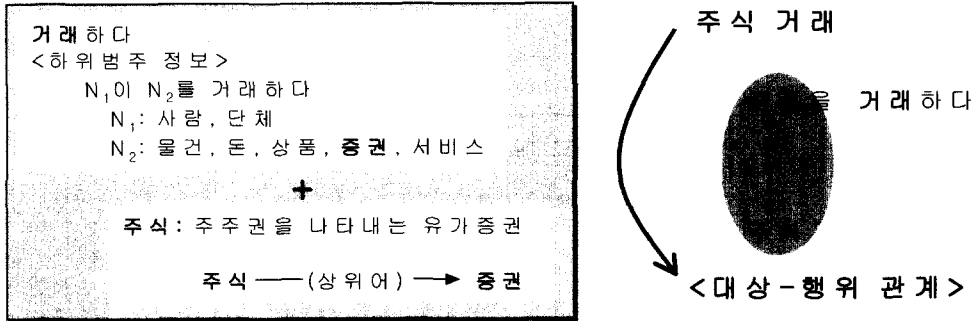 거래하다
<하위범주 정보>
N₁이 N₂를 거래하다
N₁: 사람, 단체
N₂: 물건, 돈, 상품, 증권, 서비스
+
주식: 주주권을 나타내는 유가증권
주식 ──(상위어)─→ 증권
주식 거래
을 거래하다
<대상-행위 관계>